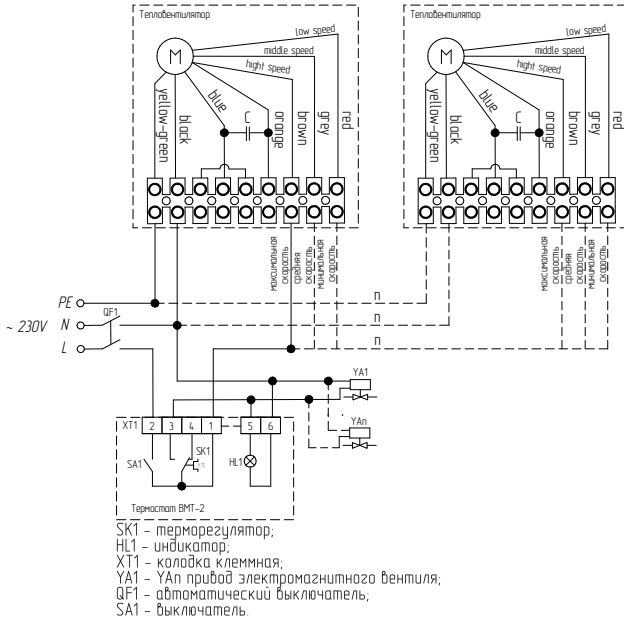 Тепловентилятор
Тепловентилятор
M
low speed
middle speed
hight speed
yellow-green
black
blue
C
orange
brown
grey
red
M
low speed
middle speed
hight speed
yellow-green
black
blue
C
orange
brown
grey
red
максимальная
скорость
средняя
скорость
минимальная
скорость
максимальная
скорость
средняя
скорость
минимальная
скорость
PE
n
~ 230V
QF1
N
n
L
n
YA1
YAn
XT1
2
3
4
1
5
6
SA1
SK1
t°C
HL1
Термостат ВМТ-2
SK1 - терморегулятор;
HL1 - индикатор;
XT1 - колодка клеммная;
YA1 - YAn привод электромагнитного вентиля;
QF1 - автоматический выключатель;
SA1 - выключатель.